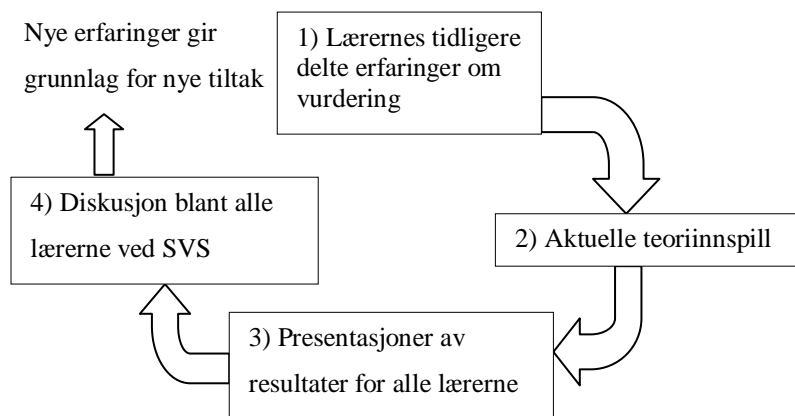 Nye erfaringer gir
grunnlag for nye tiltak
1) Lærernes tidligere
delte erfaringer om
vurdering
2) Aktuelle teoriinnspill
3) Presentasjoner av
resultater for alle lærerne
4) Diskusjon blant alle
lærerne ved SVS